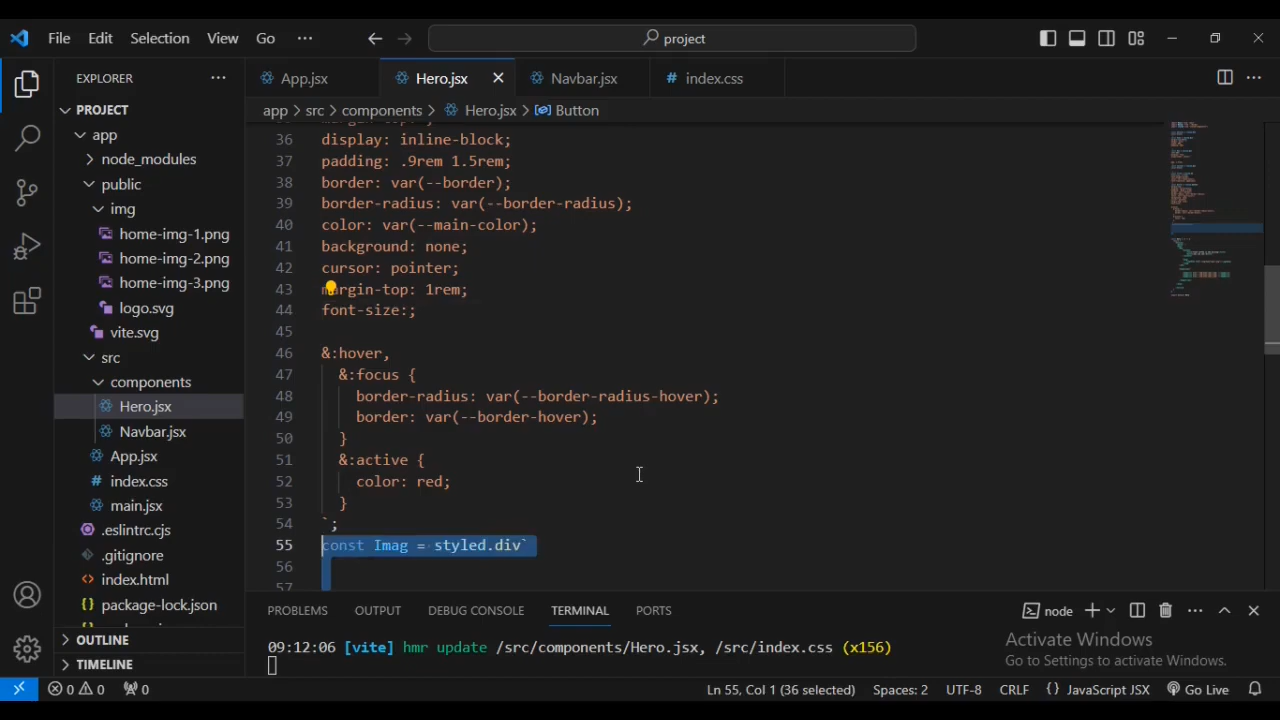 File Edit Selection View Go ··· project
EXPLORER ···
App.jsx Hero.jsx Navbar.jsx # index.css ···
PROJECT
app > src > components > Hero.jsx > Button
app
node_modules
public
img
home-img-1.png
home-img-2.png
home-img-3.png
logo.svg
vite.svg
src
components
Hero.jsx
Navbar.jsx
App.jsx
# index.css
main.jsx
.eslintrc.cjs
.gitignore
<> index.html
{} package-lock.json
OUTLINE
TIMELINE
36 display: inline-block;
37 padding: .9rem 1.5rem;
38 border: var(--border);
39 border-radius: var(--border-radius);
40 color: var(--main-color);
41 background: none;
42 cursor: pointer;
43 margin-top: 1rem;
44 font-size:;
45
46 &:hover,
47 &:focus {
48 border-radius: var(--border-radius-hover);
49 border: var(--border-hover);
50 }
51 &:active {
52 color: red;
53 }
54 `;
55 const Imag = styled.div`
56
57
PROBLEMS OUTPUT DEBUG CONSOLE TERMINAL PORTS node ···
09:12:06 [vite] hmr update /src/components/Hero.jsx, /src/index.css (x156)
Activate Windows
Go to Settings to activate Windows.
0 0 0 Ln 55, Col 1 (36 selected) Spaces: 2 UTF-8 CRLF {} JavaScript JSX Go Live